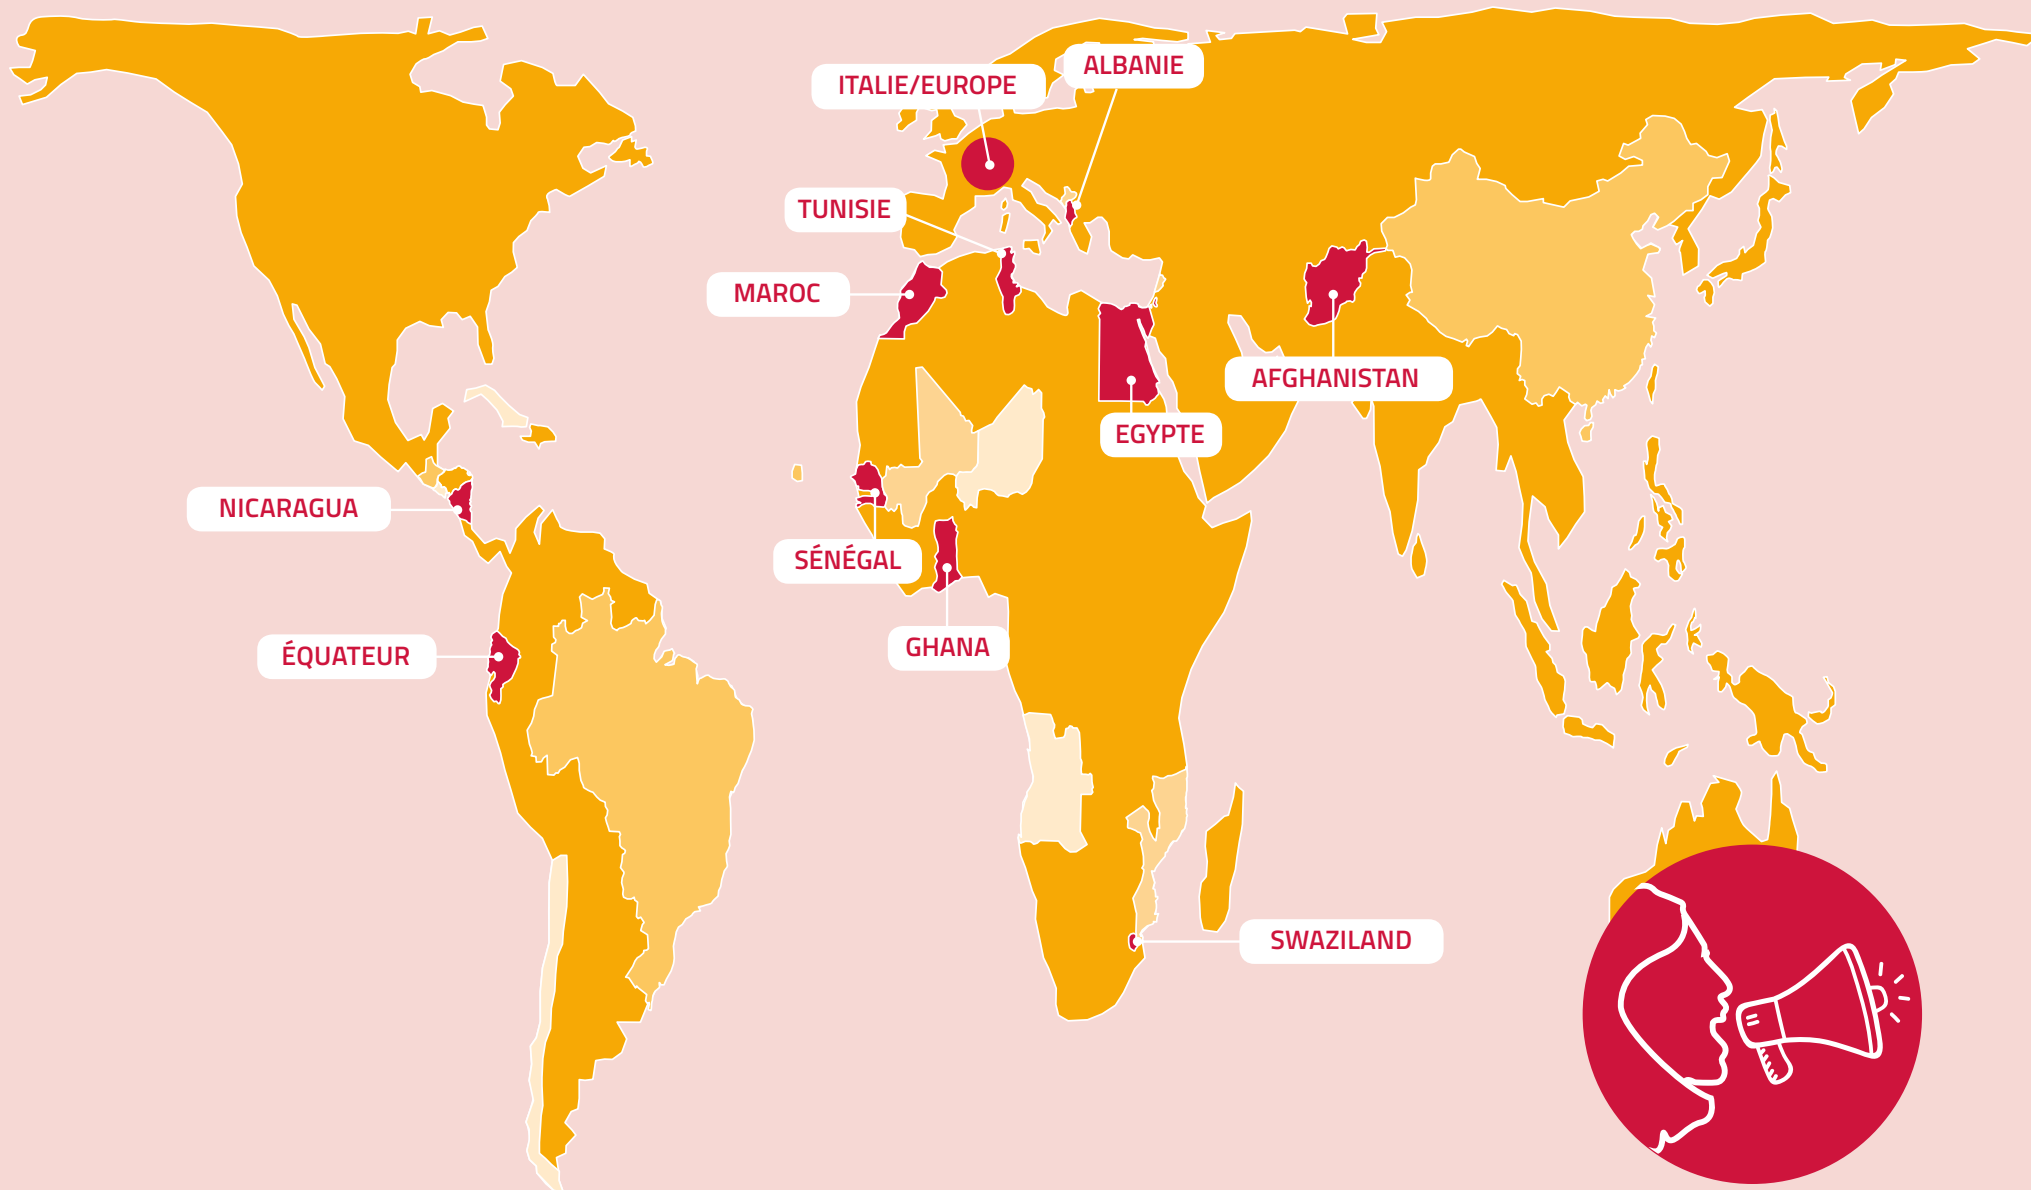 ALBANIE
ITALIE/EUROPE
TUNISIE
MAROC
AFGHANISTAN
EGYPTE
NICARAGUA
SÉNÉGAL
GHANA
ÉQUATEUR
SWAZILAND